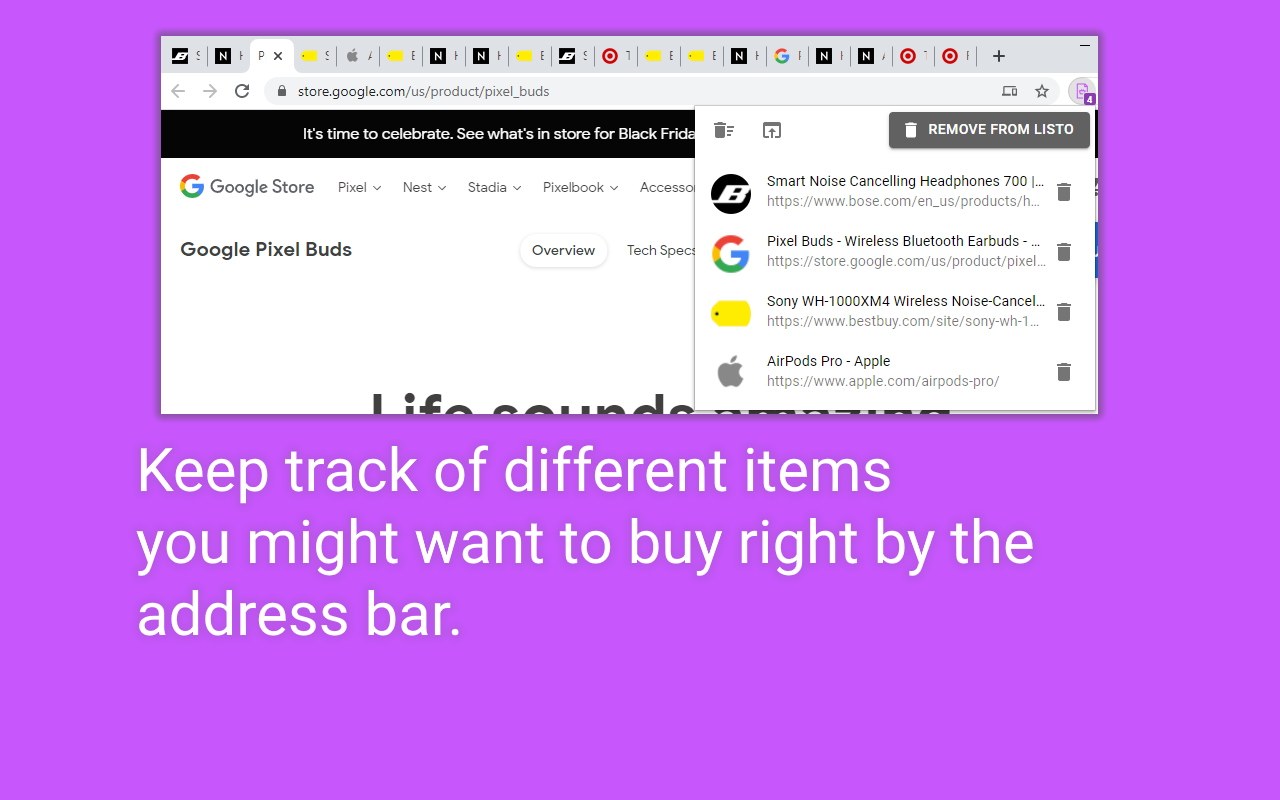 S H P A E H H E S T E E H F H A T F
store.google.com/us/product/pixel_buds
4
It's time to celebrate. See what's in store for Black Frida
REMOVE FROM LISTO
Google Store Pixel Nest Stadia Pixelbook Accessor
Smart Noise Cancelling Headphones 700 |...
https://www.bose.com/en_us/products/h...
Google Pixel Buds Overview Tech Specs
Pixel Buds - Wireless Bluetooth Earbuds - ...
https://store.google.com/us/product/pixel...
Sony WH-1000XM4 Wireless Noise-Cancel...
https://www.bestbuy.com/site/sony-wh-1...
AirPods Pro - Apple
https://www.apple.com/airpods-pro/
Life sounds amazing
Keep track of different items
you might want to buy right by the
address bar.